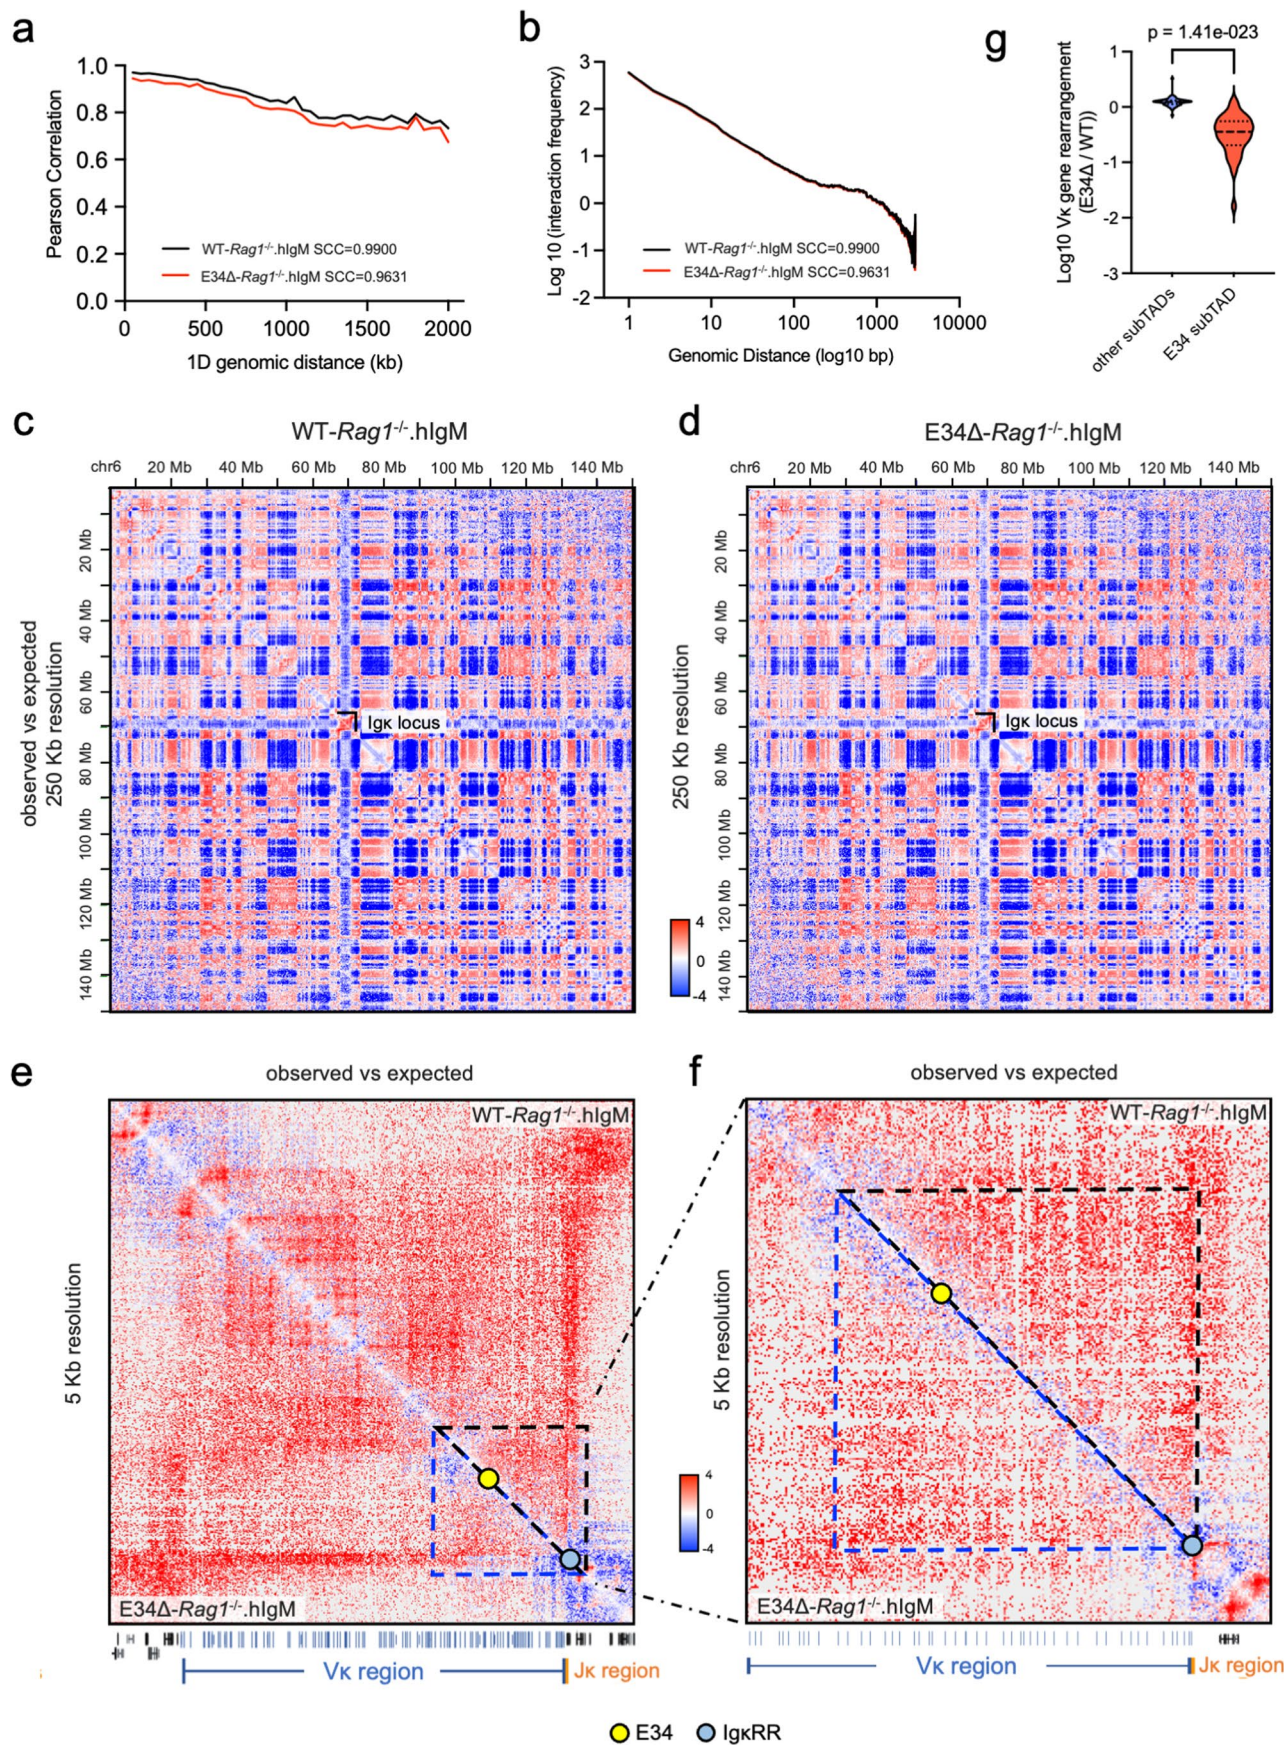 a
Pearson Correlation
1.0
0.8
0.6
0.4
0.2
0.0
WT-Rag1-/-.hIgM SCC=0.9900
E34Δ-Rag1-/-.hIgM SCC=0.9631
0 500 1000 1500 2000
1D genomic distance (kb)
b
Log 10 (interaction frequency)
3
2
1
0
-1
-2
WT-Rag1-/-.hIgM SCC=0.9900
E34Δ-Rag1-/-.hIgM SCC=0.9631
1 10 100 1000 10000
Genomic Distance (log10 bp)
g
p = 1.41e-023
Log10 Vκ gene rearrangement
(E34Δ / WT))
1
0
-1
-2
-3
other subTADs
E34 subTAD
c
WT-Rag1-/-.hIgM
chr6 20 Mb 40 Mb 60 Mb 80 Mb 100 Mb 120 Mb 140 Mb
observed vs expected
250 Kb resolution
20 Mb
40 Mb
60 Mb
80 Mb
100 Mb
120 Mb
140 Mb
Igκ locus
4
0
-4
d
E34Δ-Rag1-/-.hIgM
chr6 20 Mb 40 Mb 60 Mb 80 Mb 100 Mb 120 Mb 140 Mb
250 Kb resolution
20 Mb
40 Mb
60 Mb
80 Mb
100 Mb
120 Mb
140 Mb
Igκ locus
e
observed vs expected
WT-Rag1-/-.hIgM
5 Kb resolution
E34Δ-Rag1-/-.hIgM
Vκ region
Jκ region
4
0
-4
f
observed vs expected
WT-Rag1-/-.hIgM
5 Kb resolution
E34Δ-Rag1-/-.hIgM
Vκ region
Jκ region
E34 IgκRR